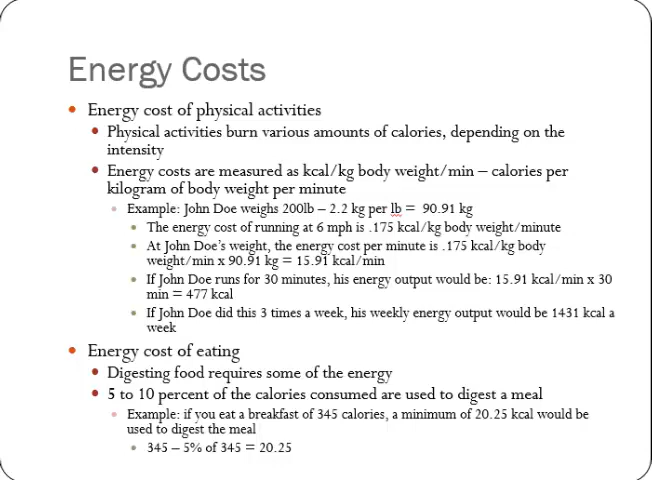 Energy Costs
Energy cost of physical activities
Physical activities burn various amounts of calories, depending on the
intensity
Energy costs are measured as kcal/kg body weight/min – calories per
kilogram of body weight per minute
Example: John Doe weighs 200lb – 2.2 kg per lb = 90.91 kg
The energy cost of running at 6 mph is .175 kcal/kg body weight/minute
At John Doe's weight, the energy cost per minute is .175 kcal/kg body
weight/min x 90.91 kg = 15.91 kcal/min
If John Doe runs for 30 minutes, his energy output would be: 15.91 kcal/min x 30
min = 477 kcal
If John Doe did this 3 times a week, his weekly energy output would be 1431 kcal a
week
Energy cost of eating
Digesting food requires some of the energy
5 to 10 percent of the calories consumed are used to digest a meal
Example: if you eat a breakfast of 345 calories, a minimum of 20.25 kcal would be
used to digest the meal
345 – 5% of 345 = 20.25